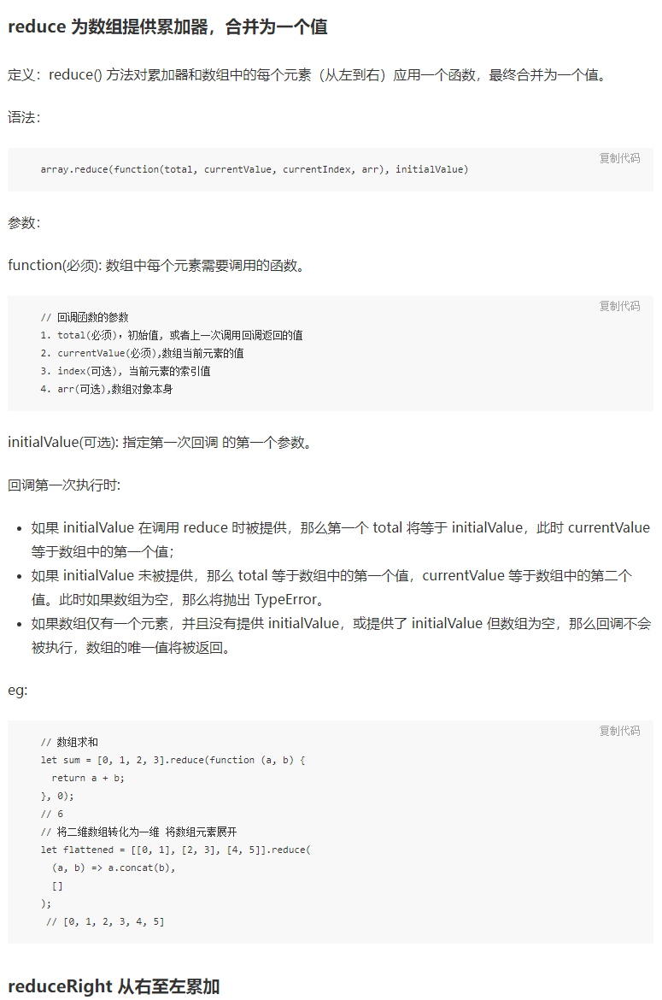 reduce 为数组提供累加器，合并为一个值
定义：reduce() 方法对累加器和数组中的每个元素（从左到右）应用一个函数，最终合并为一个值。
语法：
复制代码
array.reduce(function(total, currentValue, currentIndex, arr), initialValue)
参数：
function(必须): 数组中每个元素需要调用的函数。
复制代码
// 回调函数的参数
1. total(必须)，初始值, 或者上一次调用回调返回的值
2. currentValue(必须),数组当前元素的值
3. index(可选), 当前元素的索引值
4. arr(可选),数组对象本身
initialValue(可选): 指定第一次回调 的第一个参数。
回调第一次执行时:
• 如果 initialValue 在调用 reduce 时被提供，那么第一个 total 将等于 initialValue，此时 currentValue
等于数组中的第一个值；
• 如果 initialValue 未被提供，那么 total 等于数组中的第一个值，currentValue 等于数组中的第二个
值。此时如果数组为空，那么将抛出 TypeError。
• 如果数组仅有一个元素，并且没有提供 initialValue，或提供了 initialValue 但数组为空，那么回调不会
被执行，数组的唯一值将被返回。
eg:
复制代码
// 数组求和
let sum = [0, 1, 2, 3].reduce(function (a, b) {
  return a + b;
}, 0);
// 6
// 将二维数组转化为一维 将数组元素展开
let flattened = [[0, 1], [2, 3], [4, 5]].reduce(
  (a, b) => a.concat(b),
  []
);
 // [0, 1, 2, 3, 4, 5]
reduceRight 从右至左累加